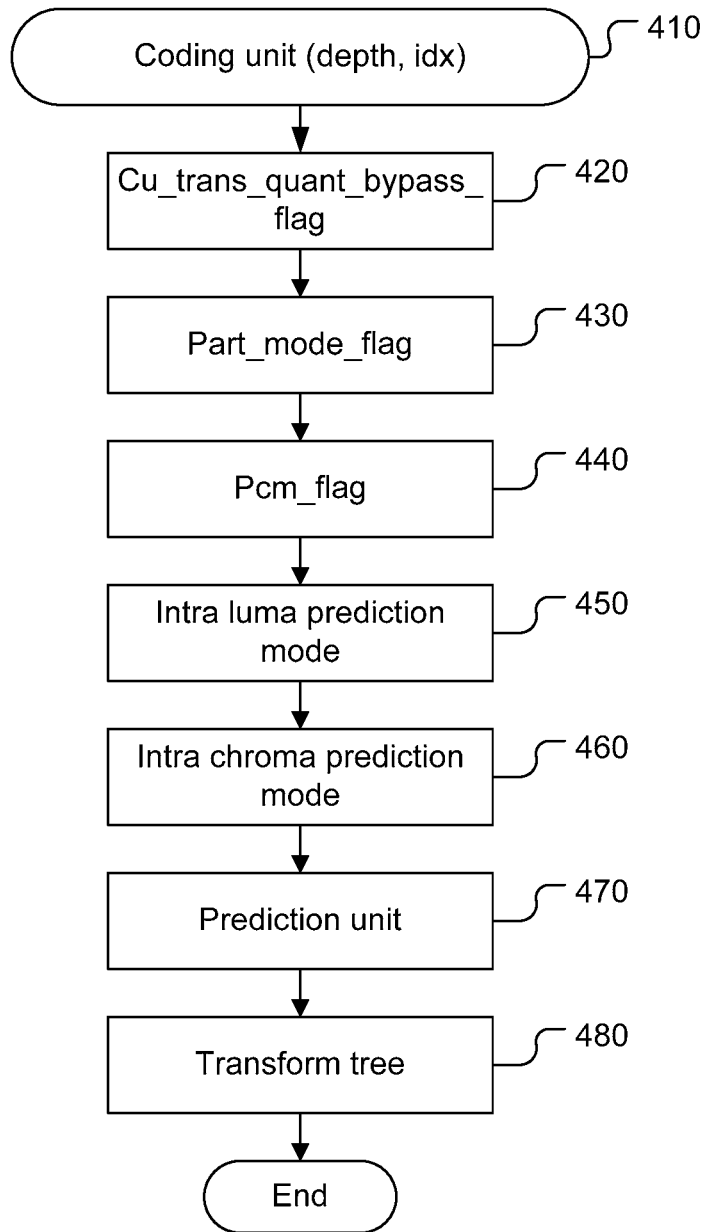 Coding unit (depth, idx)
410
Cu_trans_quant_bypass_
flag
420
Part_mode_flag
430
Pcm_flag
440
Intra luma prediction
mode
450
Intra chroma prediction
mode
460
Prediction unit
470
Transform tree
480
End